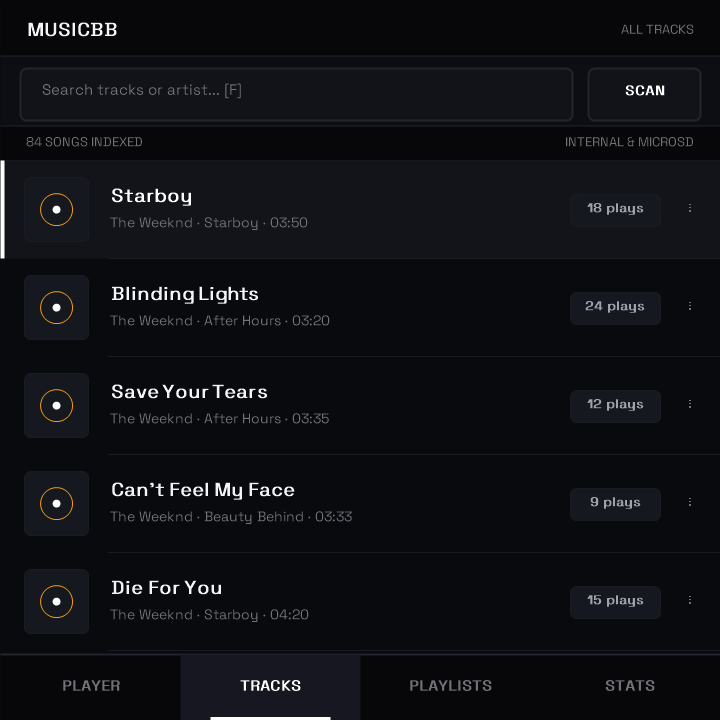 MUSICBB
ALL TRACKS
Search tracks or artist... [F]
SCAN
84 SONGS INDEXED
INTERNAL & MICROSD
Starboy
The Weeknd · Starboy · 03:50
18 plays
Blinding Lights
The Weeknd · After Hours · 03:20
24 plays
Save Your Tears
The Weeknd · After Hours · 03:35
12 plays
Can't Feel My Face
The Weeknd · Beauty Behind · 03:33
9 plays
Die For You
The Weeknd · Starboy · 04:20
15 plays
PLAYER
TRACKS
PLAYLISTS
STATS